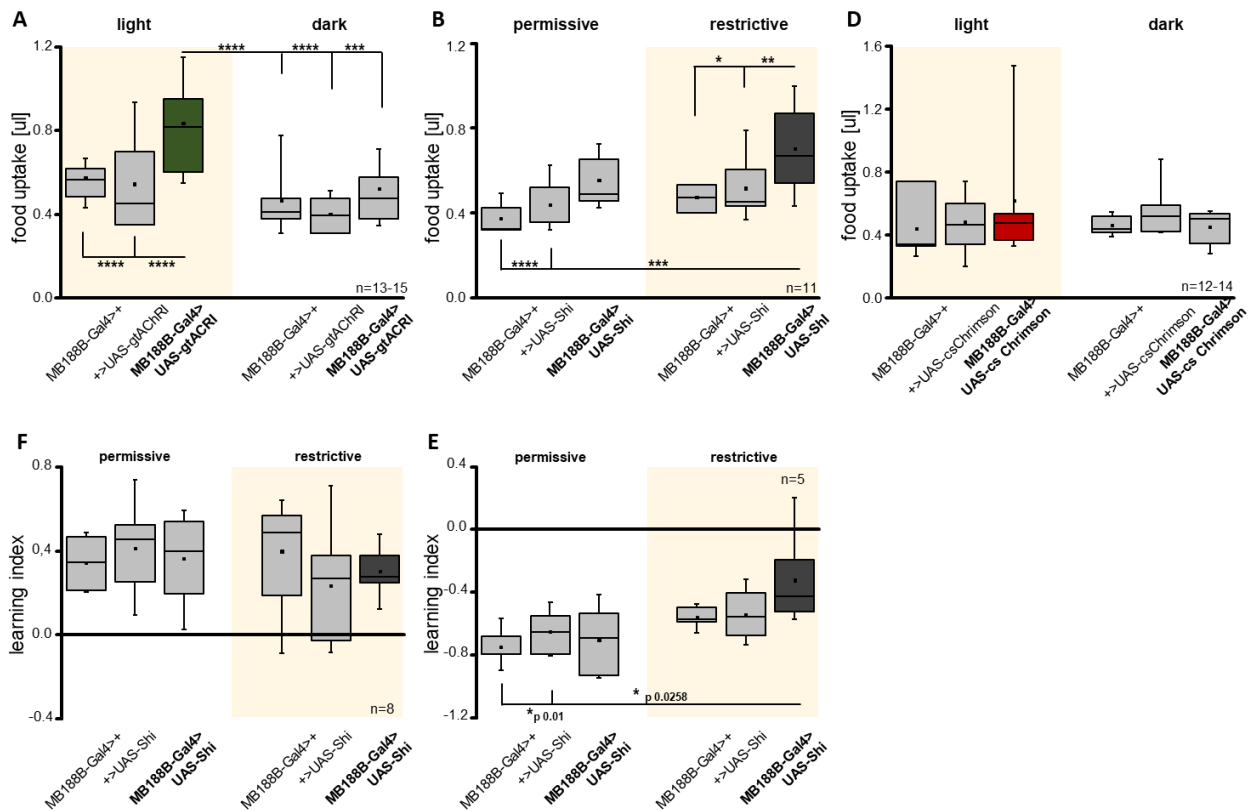 A
light
dark
1.2
0.8
0.4
0.0
food uptake [ul]
****
****
***
****
****
n=13-15
MB188B-Gal4>+
+>UAS-gtAChRI
MB188B-Gal4>
UAS-gtACRI
MB188B-Gal4>+
+>UAS-gtAChRI
MB188B-Gal4>
UAS-gtACRI
B
permissive
restrictive
1.2
0.8
0.4
0.0
food uptake [ul]
*
**
****
***
n=11
MB188B-Gal4>+
+>UAS-Shi
MB188B-Gal4>
UAS-Shi
MB188B-Gal4>+
+>UAS-Shi
MB188B-Gal4>
UAS-Shi
D
light
dark
1.6
1.2
0.8
0.4
0.0
food uptake [ul]
n=12-14
MB188B-Gal4>+
+>UAS-csChrimson
MB188B-Gal4>
UAS-cs Chrimson
MB188B-Gal4>+
+>UAS-csChrimson
MB188B-Gal4>
UAS-cs Chrimson
F
permissive
restrictive
0.8
0.4
0.0
-0.4
learning index
n=8
MB188B-Gal4>+
+>UAS-Shi
MB188B-Gal4>
UAS-Shi
MB188B-Gal4>+
+>UAS-Shi
MB188B-Gal4>
UAS-Shi
E
permissive
restrictive
0.4
0.0
-0.4
-0.8
-1.2
learning index
n=5
* p 0.0258
*p 0.01
MB188B-Gal4>+
+>UAS-Shi
MB188B-Gal4>
UAS-Shi
MB188B-Gal4>+
+>UAS-Shi
MB188B-Gal4>
UAS-Shi